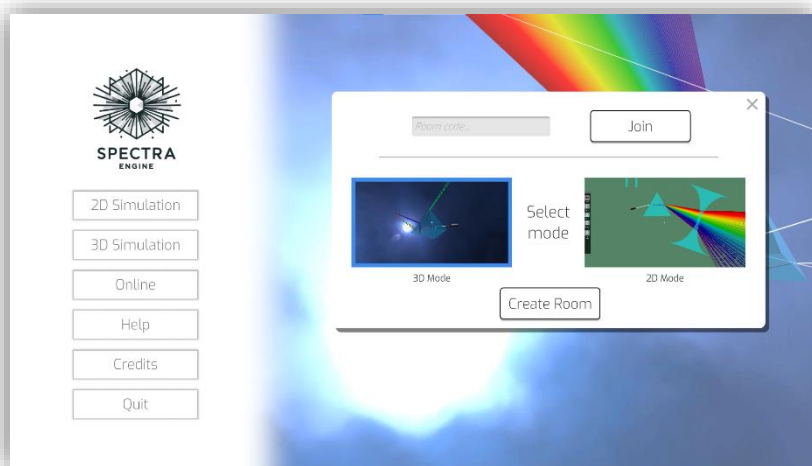 SPECTRA
ENGINE
2D Simulation
3D Simulation
Online
Help
Credits
Quit
Room code...
Join
Select
mode
3D Mode
2D Mode
Create Room